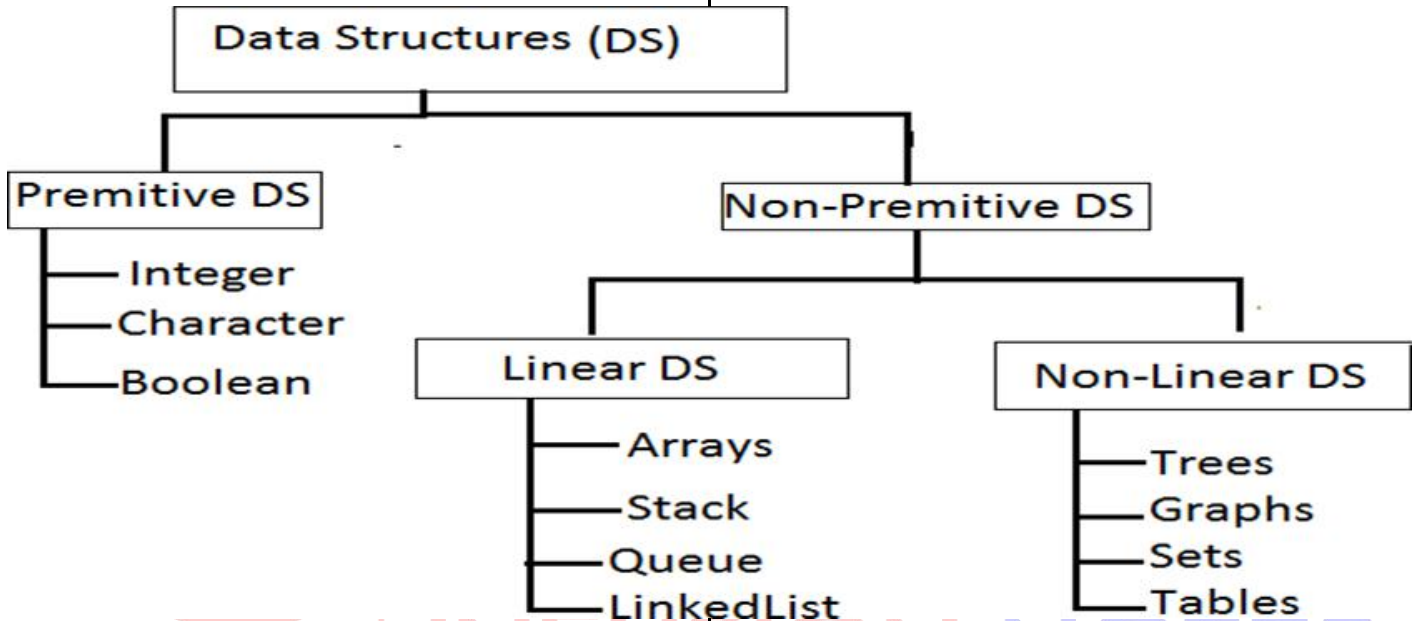 Data Structures (DS)
Premitive DS
Integer
Character
Boolean
Non-Premitive DS
Linear DS
Arrays
Stack
Queue
LinkedList
Non-Linear DS
Trees
Graphs
Sets
Tables